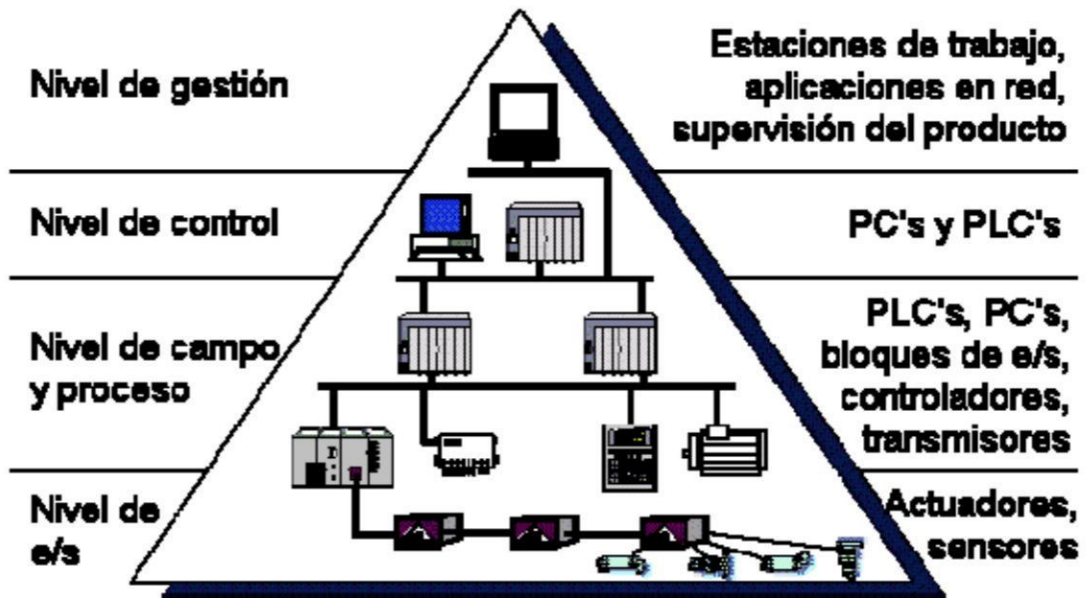 Nivel de gestión
Estaciones de trabajo,
aplicaciones en red,
supervisión del producto
Nivel de control
PC's y PLC's
Nivel de campo
y proceso
PLC's, PC's,
bloques de e/s,
controladores,
transmisores
Nivel de
e/s
Actuadores,
sensores